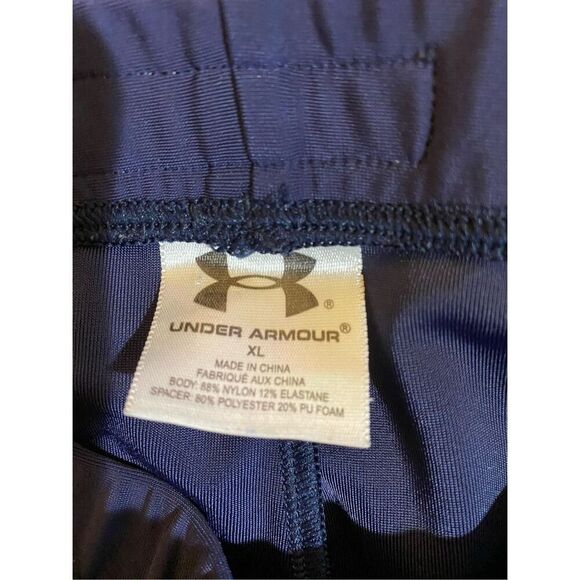 ®
UNDER ARMOUR®
XL
MADE IN CHINA
FABRIQUÉ AUX CHINA
BODY: 88% NYLON 12% ELASTANE
SPACER: 80% POLYESTER 20% PU FOAM